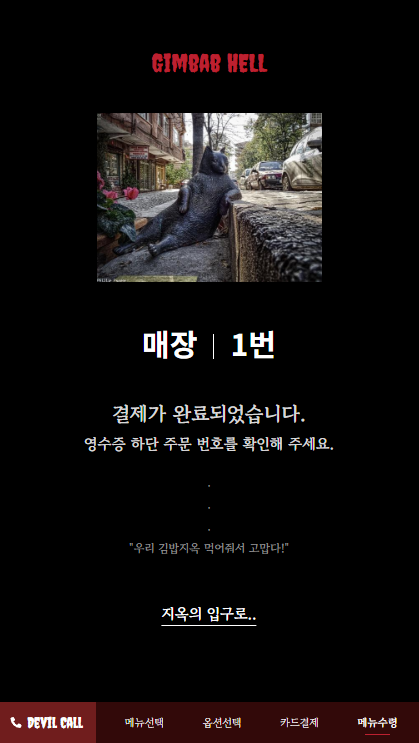 GIMBAB HELL
매장 | 1번
결제가 완료되었습니다.
영수증 하단 주문 번호를 확인해 주세요.
.
.
.
"우리 김밥지옥 먹어줘서 고맙다!"
지옥의 입구로..
DEVIL CALL 메뉴선택 옵션선택 카드결제 메뉴수령